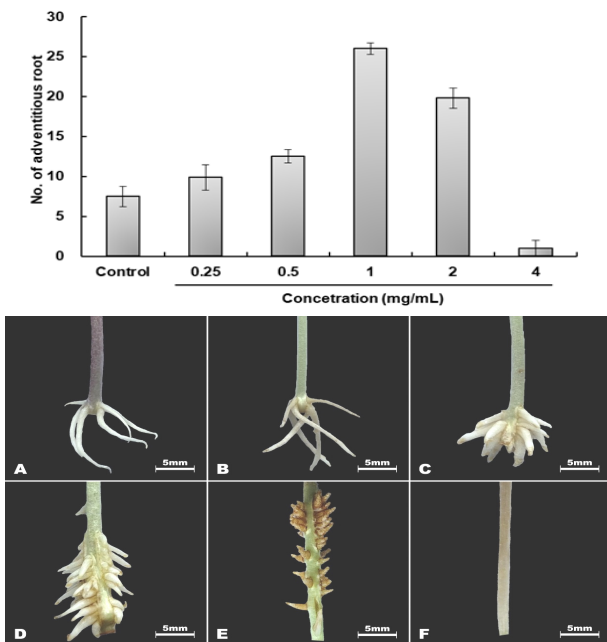 No. of adventitious root
30
25
20
15
10
5
0
Control 0.25 0.5 1 2 4
Concetration (mg/mL)
A 5mm B 5mm C 5mm
D 5mm E 5mm F 5mm